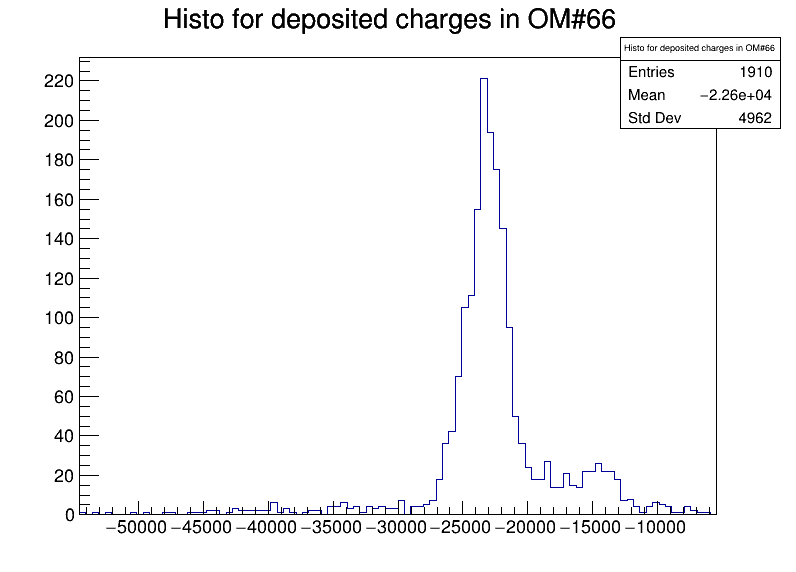 Histo for deposited charges in OM#66
Histo for deposited charges in OM#66
Entries 1910
Mean −2.26e+04
Std Dev 4962
220
200
180
160
140
120
100
80
60
40
20
0
−50000 −45000 −40000 −35000 −30000 −25000 −20000 −15000 −10000